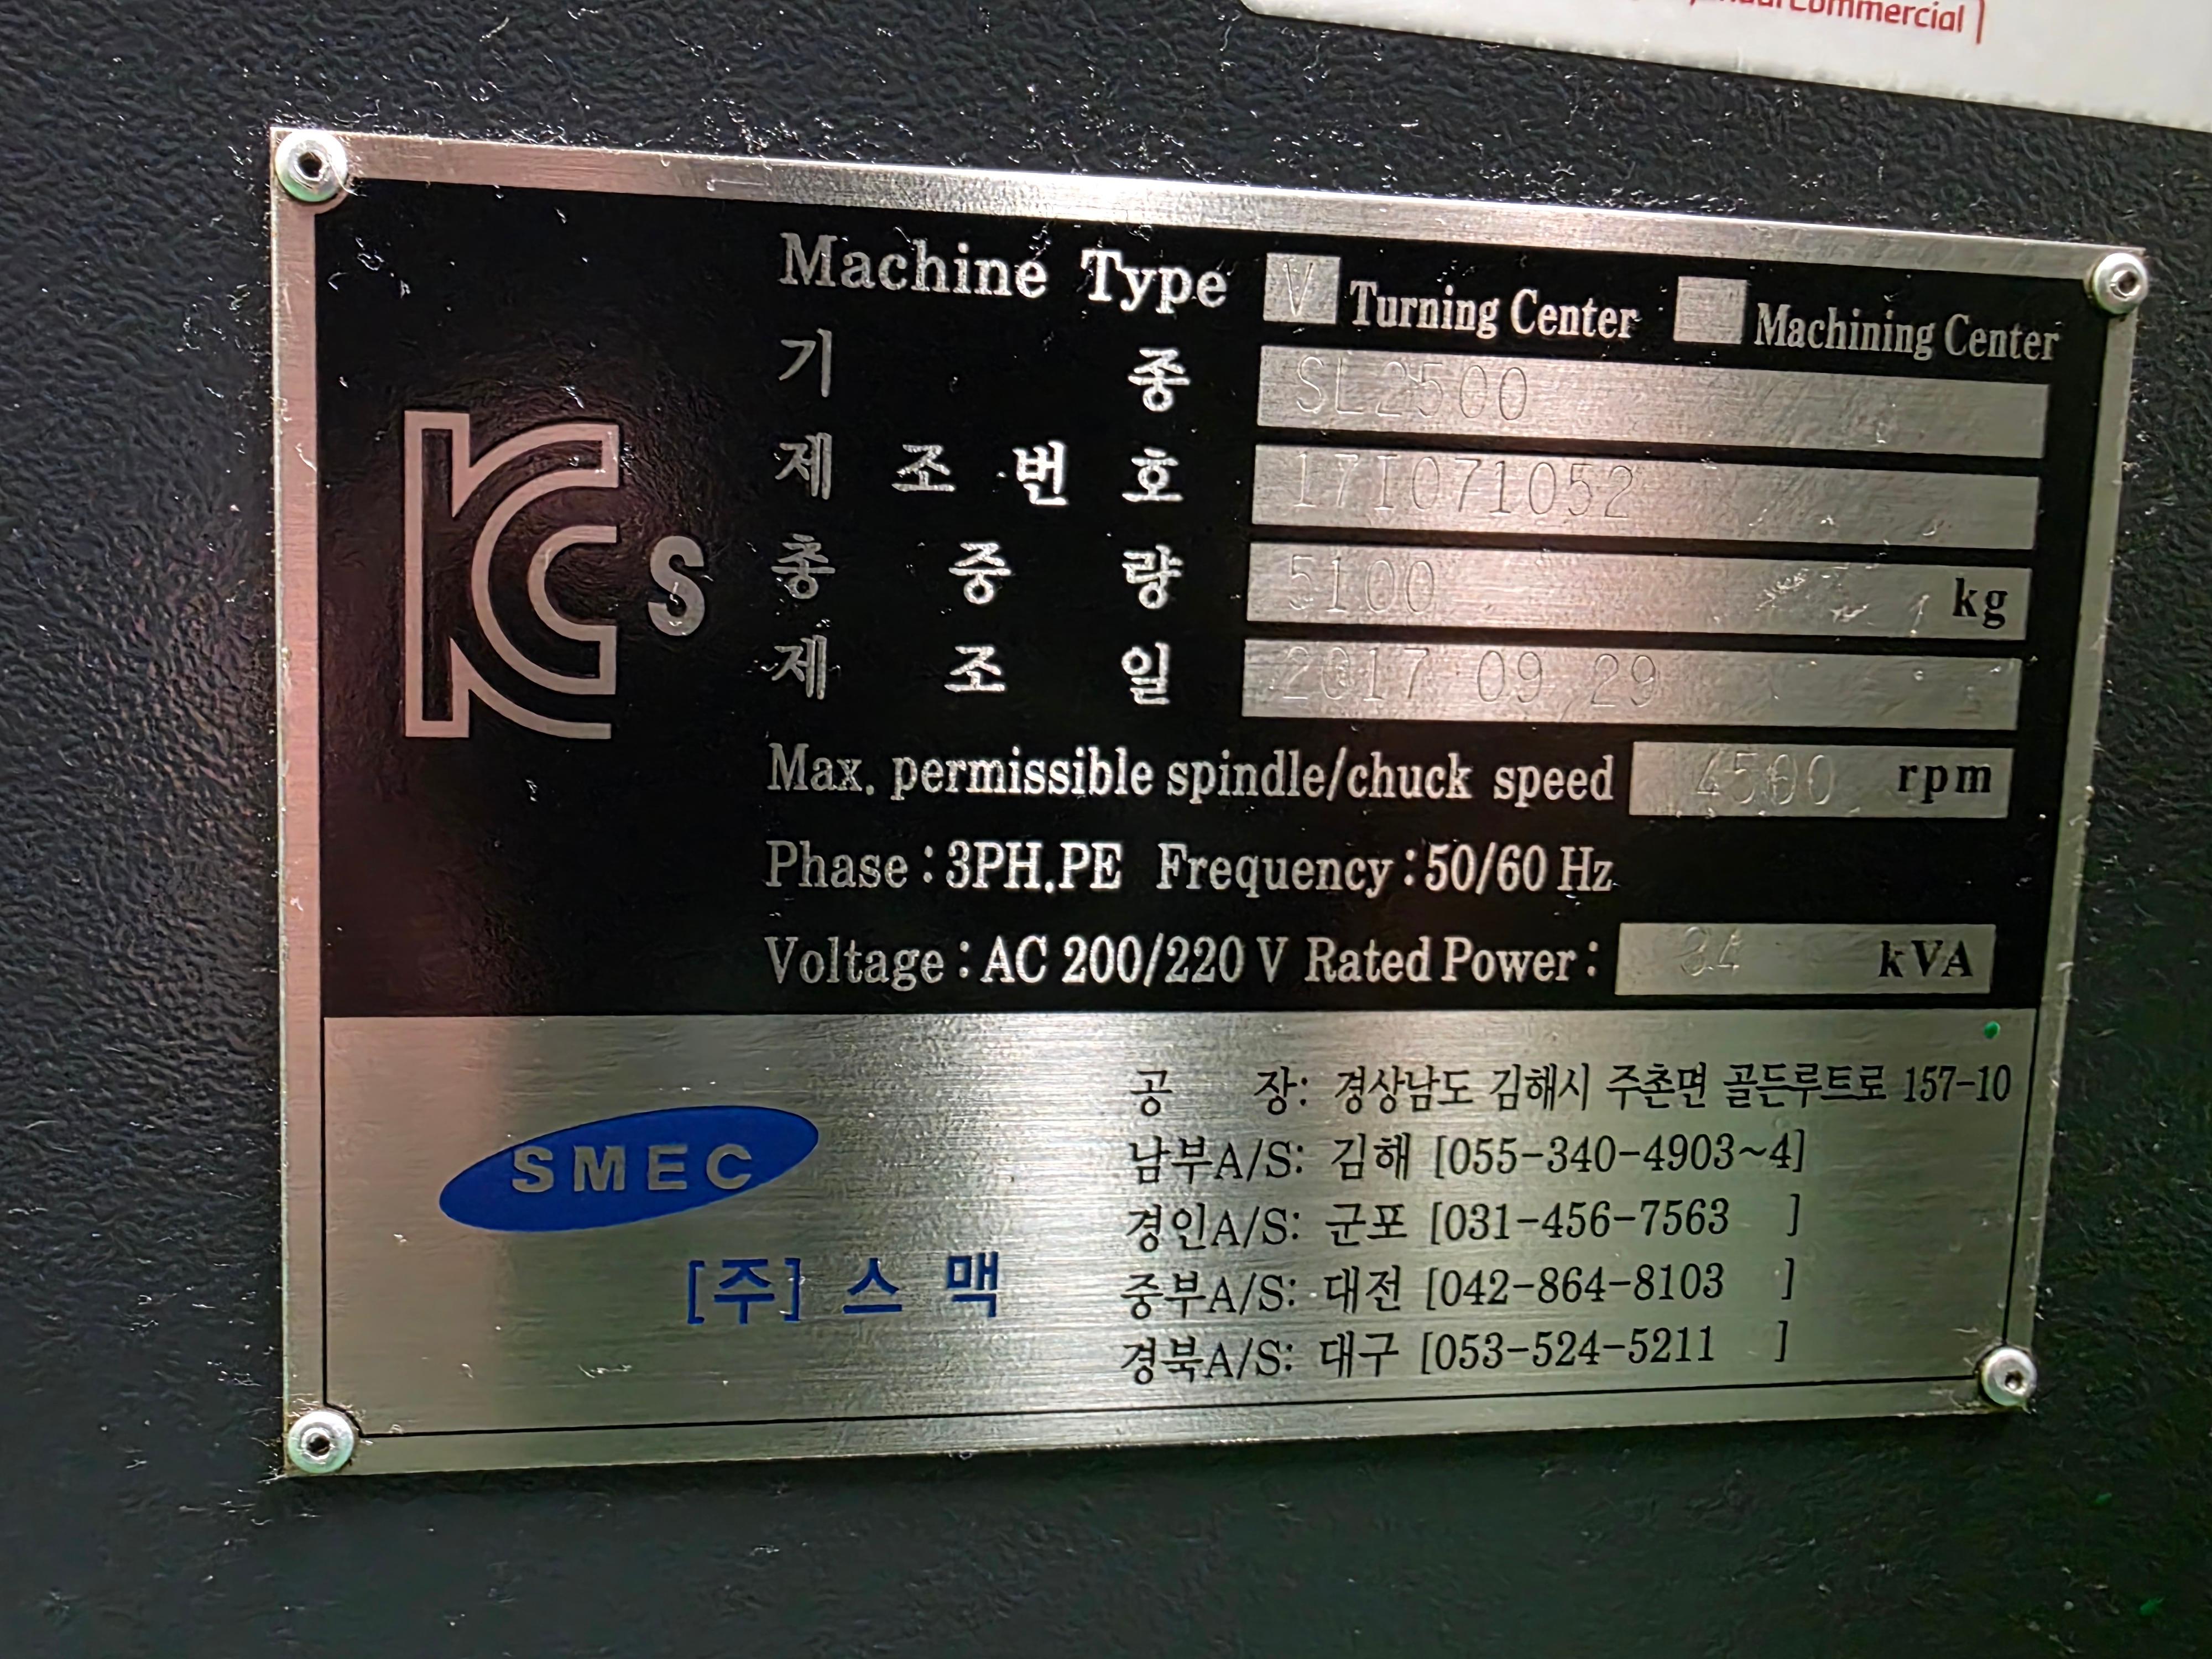 Commercial
Machine Type V Turning Center Machining Center
기 종 SL2500
제 조 번 호 17I071052
총 중 량 5100 kg
제 조 일 2017 09 29
Max. permissible spindle/chuck speed 4500 rpm
Phase : 3PH.PE Frequency : 50/60 Hz
Voltage : AC 200/220 V Rated Power : 34 kVA
KC s
SMEC
[주] 스 맥
공 장: 경상남도 김해시 주촌면 골든루트로 157-10
남부A/S: 김해 [055-340-4903~4]
경인A/S: 군포 [031-456-7563 ]
중부A/S: 대전 [042-864-8103 ]
경북A/S: 대구 [053-524-5211 ]